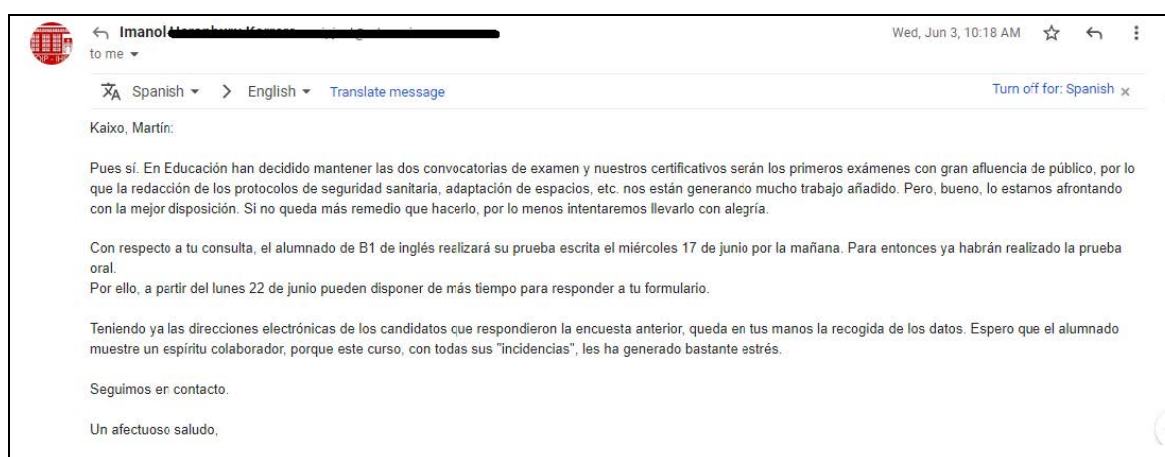 Imanol
Wed, Jun 3, 10:18 AM
to me
Spanish > English Translate message
Turn off for: Spanish x
Kaixo, Martín:
Pues sí. En Educación han decidido mantener las dos convocatorias de examen y nuestros certificativos serán los primeros exámenes con gran afluencia de público, por lo
que la redacción de los protocolos de seguridad sanitaria, adaptación de espacios, etc. nos están generando mucho trabajo añadido. Pero, bueno, lo estamos afrontando
con la mejor disposición. Si no queda más remedio que hacerlo, por lo menos intentaremos llevarlo con alegría.
Con respecto a tu consulta, el alumnado de B1 de inglés realizará su prueba escrita el miércoles 17 de junio por la mañana. Para entonces ya habrán realizado la prueba
oral.
Por ello, a partir del lunes 22 de junio pueden disponer de más tiempo para responder a tu formulario.
Teniendo ya las direcciones electrónicas de los candidatos que respondieron la encuesta anterior, queda en tus manos la recogida de los datos. Espero que el alumnado
muestre un espíritu colaborador, porque este curso, con todas sus "incidencias", les ha generado bastante estrés.
Seguimos en contacto.
Un afectuoso saludo,